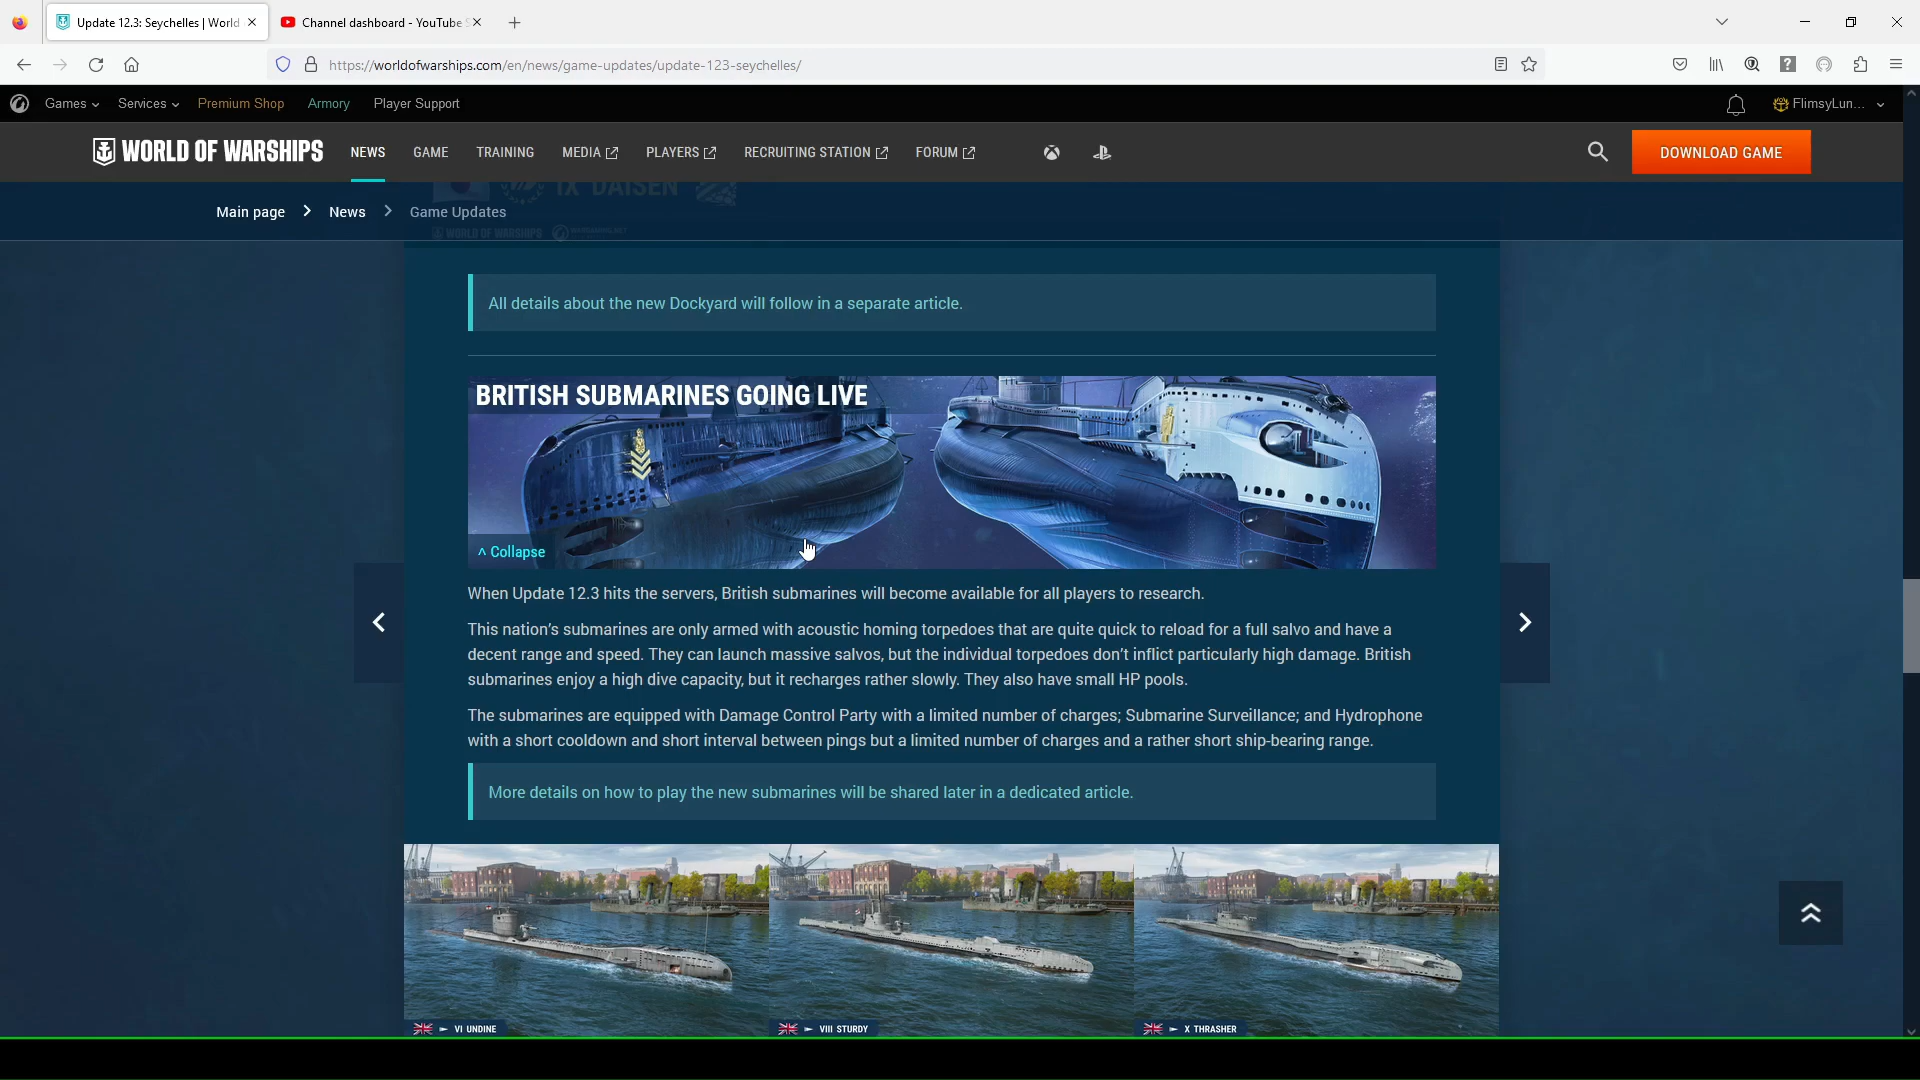 Update 12.3: Seychelles | World
Channel dashboard - YouTube S
https://worldofwarships.com/en/news/game-updates/update-123-seychelles/
Games
Services
Premium Shop
Armory
Player Support
FlimsyLun...
WORLD OF WARSHIPS
NEWS
GAME
TRAINING
MEDIA
PLAYERS
RECRUITING STATION
FORUM
DOWNLOAD GAME
IX DAISEN
Main page > News > Game Updates
WORLD OF WARSHIPS
All details about the new Dockyard will follow in a separate article.
BRITISH SUBMARINES GOING LIVE
^ Collapse
When Update 12.3 hits the servers, British submarines will become available for all players to research.
This nation's submarines are only armed with acoustic homing torpedoes that are quite quick to reload for a full salvo and have a
decent range and speed. They can launch massive salvos, but the individual torpedoes don't inflict particularly high damage. British
submarines enjoy a high dive capacity, but it recharges rather slowly. They also have small HP pools.
The submarines are equipped with Damage Control Party with a limited number of charges; Submarine Surveillance; and Hydrophone
with a short cooldown and short interval between pings but a limited number of charges and a rather short ship-bearing range.
More details on how to play the new submarines will be shared later in a dedicated article.
VI UNDINE
VIII STURDY
X THRASHER